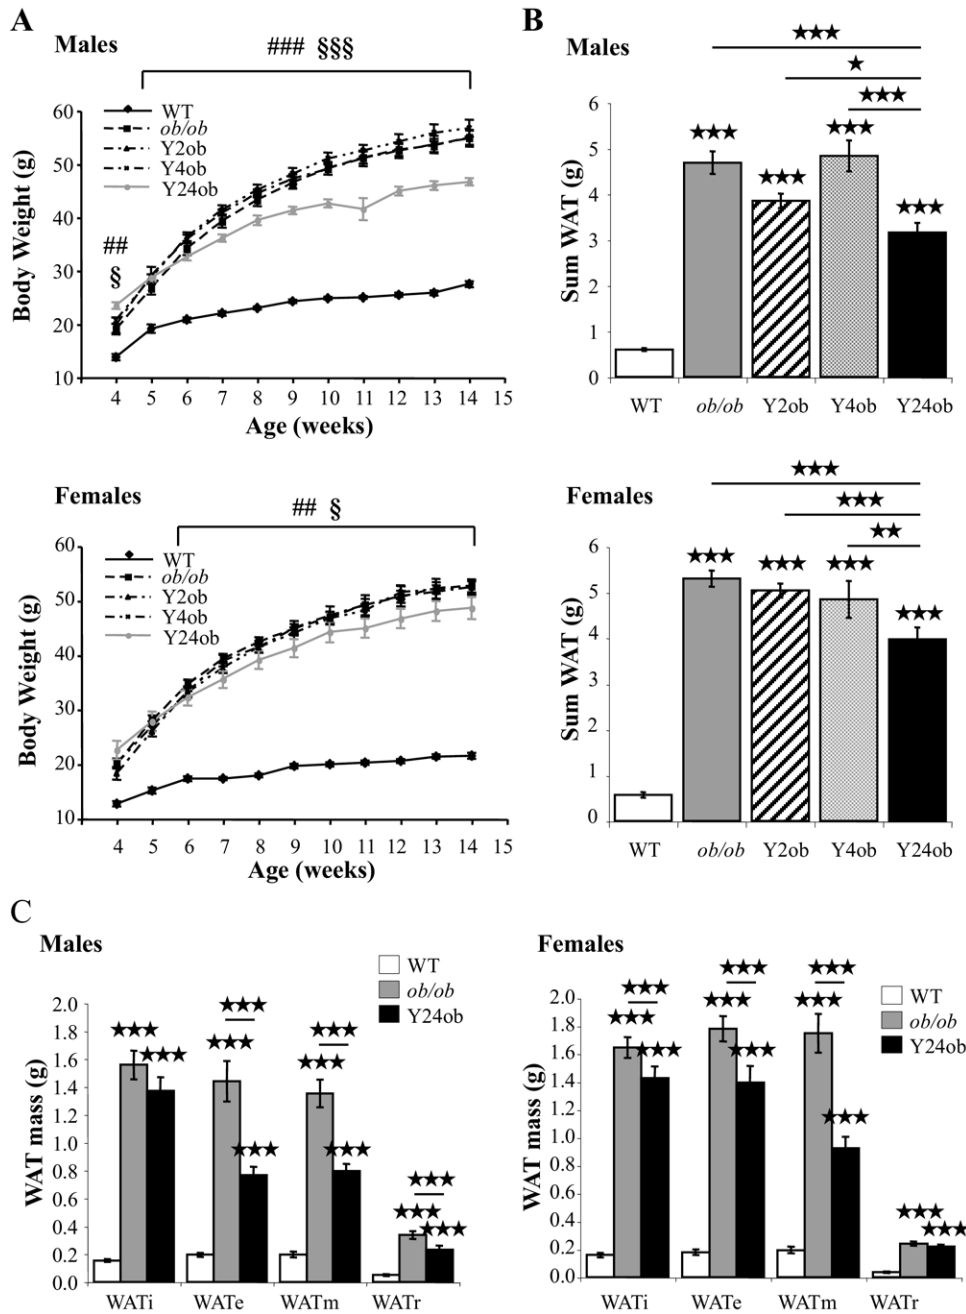 A
Males
### §§§
WT
ob/ob
Y2ob
Y4ob
Y24ob
##
§
Body Weight (g)
60
50
40
30
20
10
4 5 6 7 8 9 10 11 12 13 14 15
Age (weeks)
B
Males
★★★
★
★★★
★★★
★★★
★★★
★★★
Sum WAT (g)
6
5
4
3
2
1
0
WT ob/ob Y2ob Y4ob Y24ob
Females
## §
WT
ob/ob
Y2ob
Y4ob
Y24ob
Body Weight (g)
60
50
40
30
20
10
4 5 6 7 8 9 10 11 12 13 14 15
Age (weeks)
Females
★★★
★★★
★★
★★★ ★★★ ★★★
★★★
Sum WAT (g)
6
5
4
3
2
1
0
WT ob/ob Y2ob Y4ob Y24ob
C
Males
WT
ob/ob
Y24ob
★★★
★★★
★★★ ★★★
★★★ ★★★
★★★ ★★★
★★★
★★★
★★★
WAT mass (g)
2.0
1.8
1.6
1.4
1.2
1.0
0.8
0.6
0.4
0.2
0.0
WATi WATe WATm WATr
Females
WT
ob/ob
Y24ob
★★★ ★★★
★★★
★★★ ★★★
★★★
★★★ ★★★
★★★
★★★
★★★
WAT mass (g)
2.0
1.8
1.6
1.4
1.2
1.0
0.8
0.6
0.4
0.2
0.0
WATi WATe WATm WATr